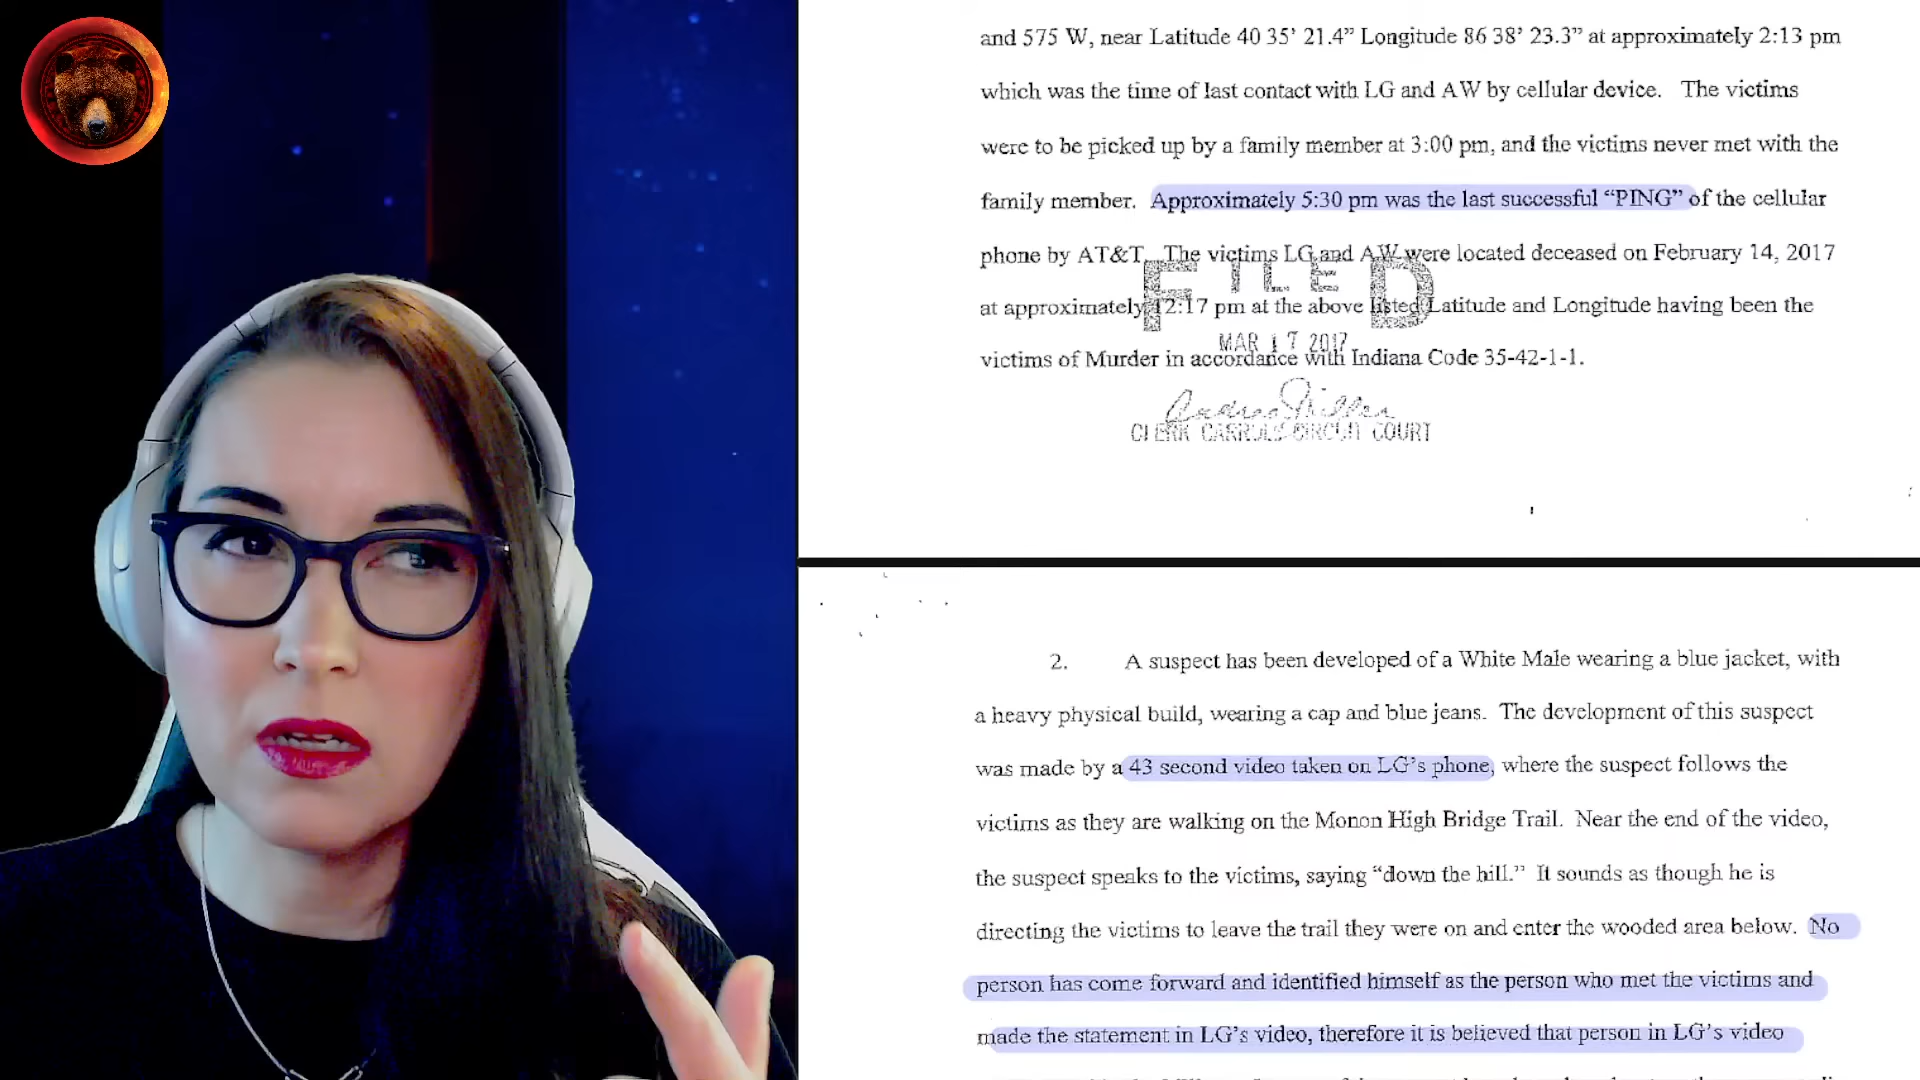 and 575 W, near Latitude 40 35’ 21.4” Longitude 86 38’ 23.3” at approximately 2:13 pm
which was the time of last contact with LG and AW by cellular device. The victims
were to be picked up by a family member at 3:00 pm, and the victims never met with the
family member. Approximately 5:30 pm was the last successful “PING” of the cellular
phone by AT&T. The victims LG and AW were located deceased on February 14, 2017
FILED
at approximately 12:17 pm at the above listed Latitude and Longitude having been the
MAR 17 2017
victims of Murder in accordance with Indiana Code 35-42-1-1.
CLERK CARROLL CIRCUIT COURT
2. A suspect has been developed of a White Male wearing a blue jacket, with
a heavy physical build, wearing a cap and blue jeans. The development of this suspect
was made by a 43 second video taken on LG’s phone, where the suspect follows the
victims as they are walking on the Monon High Bridge Trail. Near the end of the video,
the suspect speaks to the victims, saying “down the hill.” It sounds as though he is
directing the victims to leave the trail they were on and enter the wooded area below. No
person has come forward and identified himself as the person who met the victims and
made the statement in LG’s video, therefore it is believed that person in LG’s video